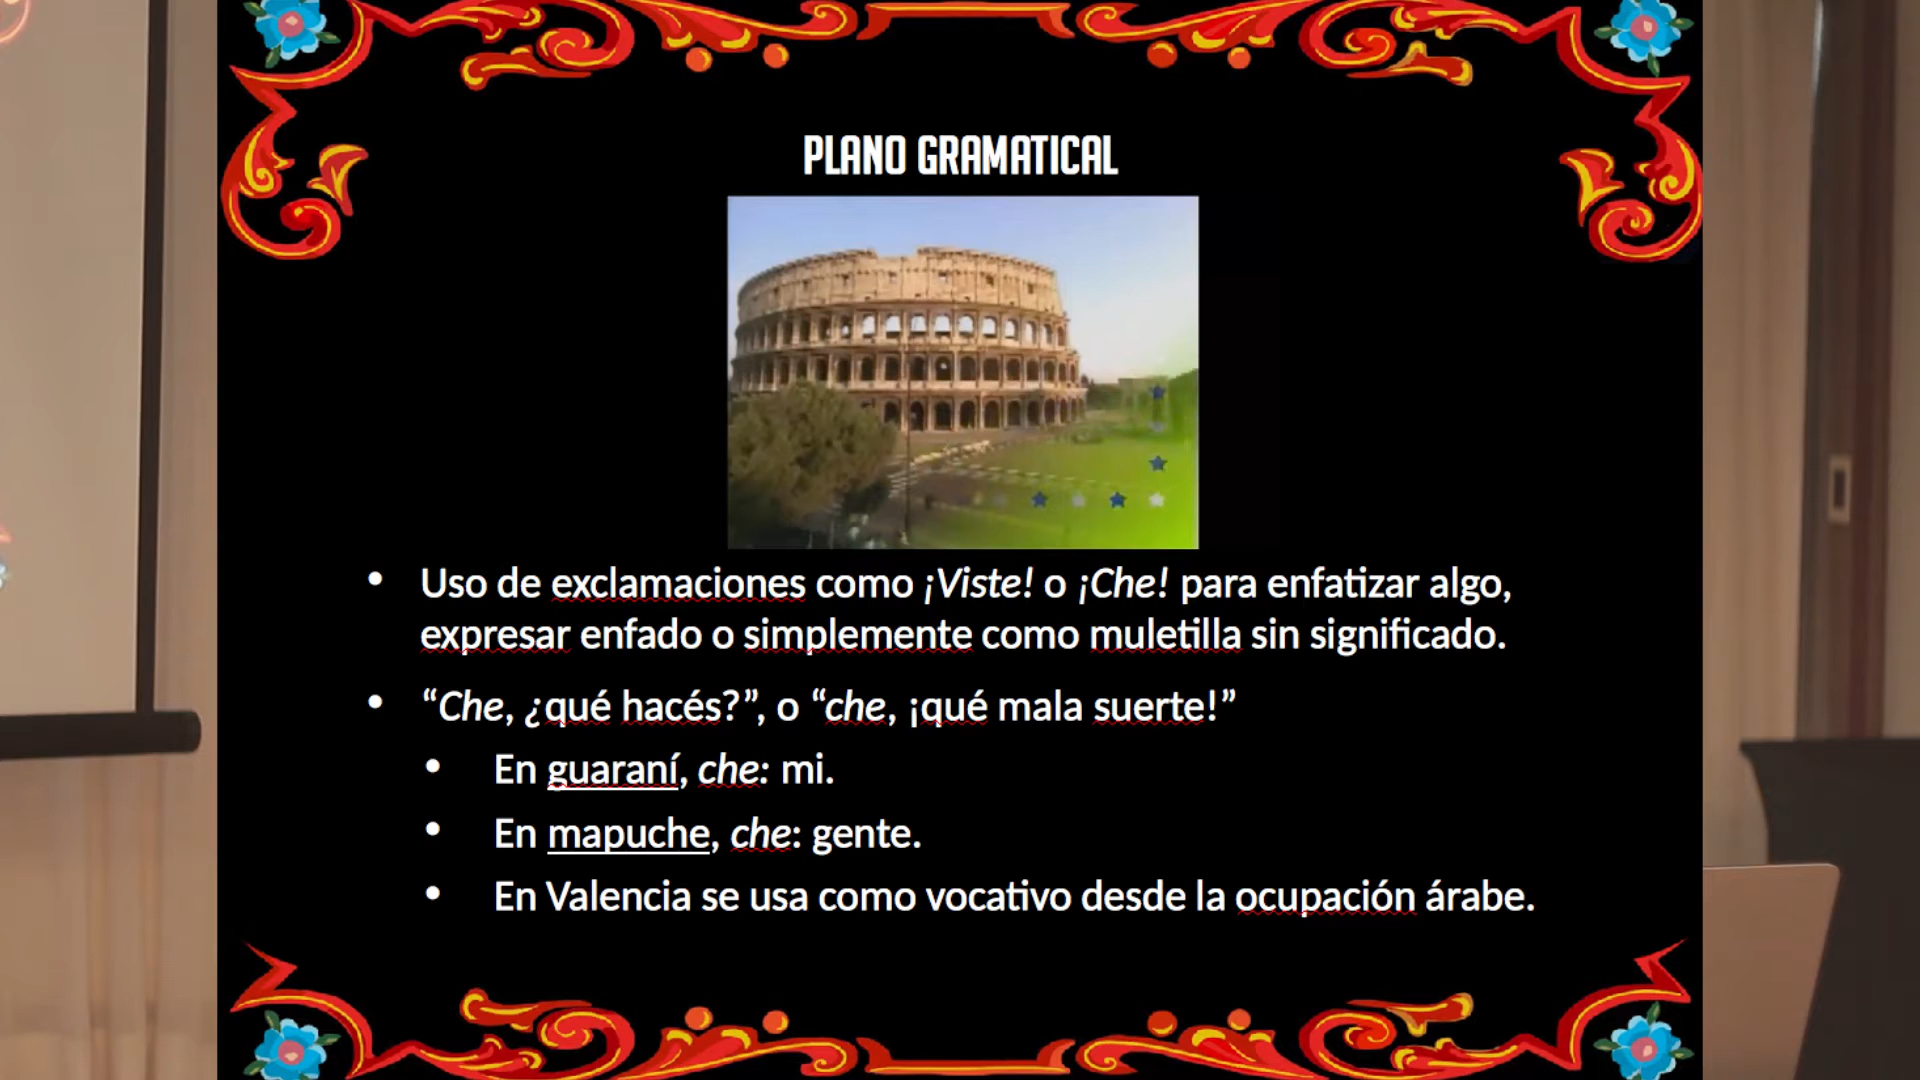 PLANO GRAMATICAL
• Uso de exclamaciones como ¡Viste! o ¡Che! para enfatizar algo,
expresar enfado o simplemente como muletilla sin significado.
• “Che, ¿qué hacés?”, o “che, ¡qué mala suerte!”
• En guaraní, che: mi.
• En mapuche, che: gente.
• En Valencia se usa como vocativo desde la ocupación árabe.